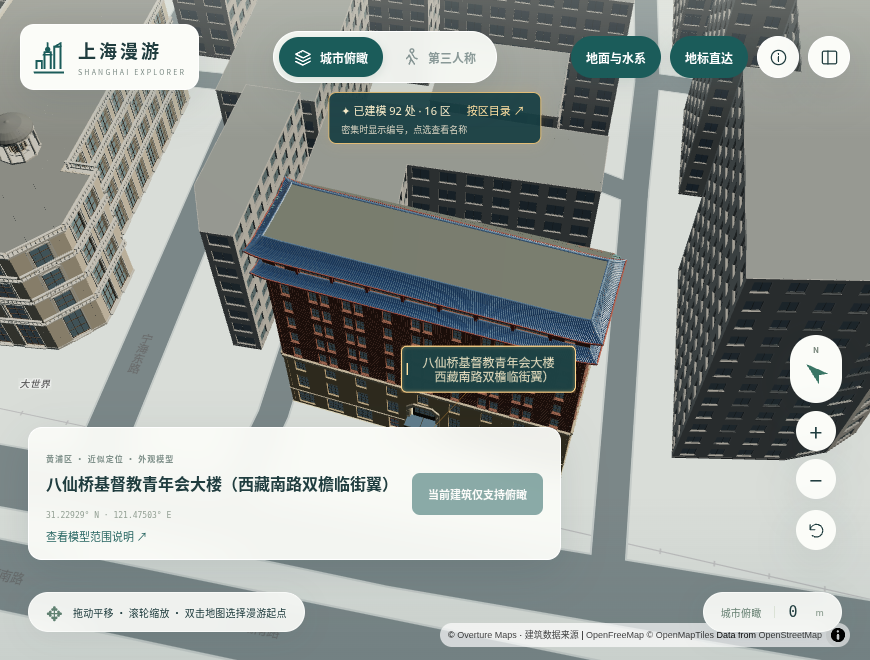 上海漫游
SHANGHAI EXPLORER
城市俯瞰
第三人称
地面与水系
地标直达
✦ 已建模 92 处 · 16 区 按区目录 ↗
密集时显示编号，点选查看名称
八仙桥基督教青年会大楼
西藏南路双檐临街翼）
宁海东路
大世界
N
黄浦区 · 近似定位 · 外观模型
八仙桥基督教青年会大楼（西藏南路双檐临街翼）
31.22929° N · 121.47503° E
查看模型范围说明 ↗
当前建筑仅支持俯瞰
+
−
南路
拖动平移 · 滚轮缩放 · 双击地图选择漫游起点
城市俯瞰 0 m
© Overture Maps · 建筑数据来源 | OpenFreeMap © OpenMapTiles Data from OpenStreetMap